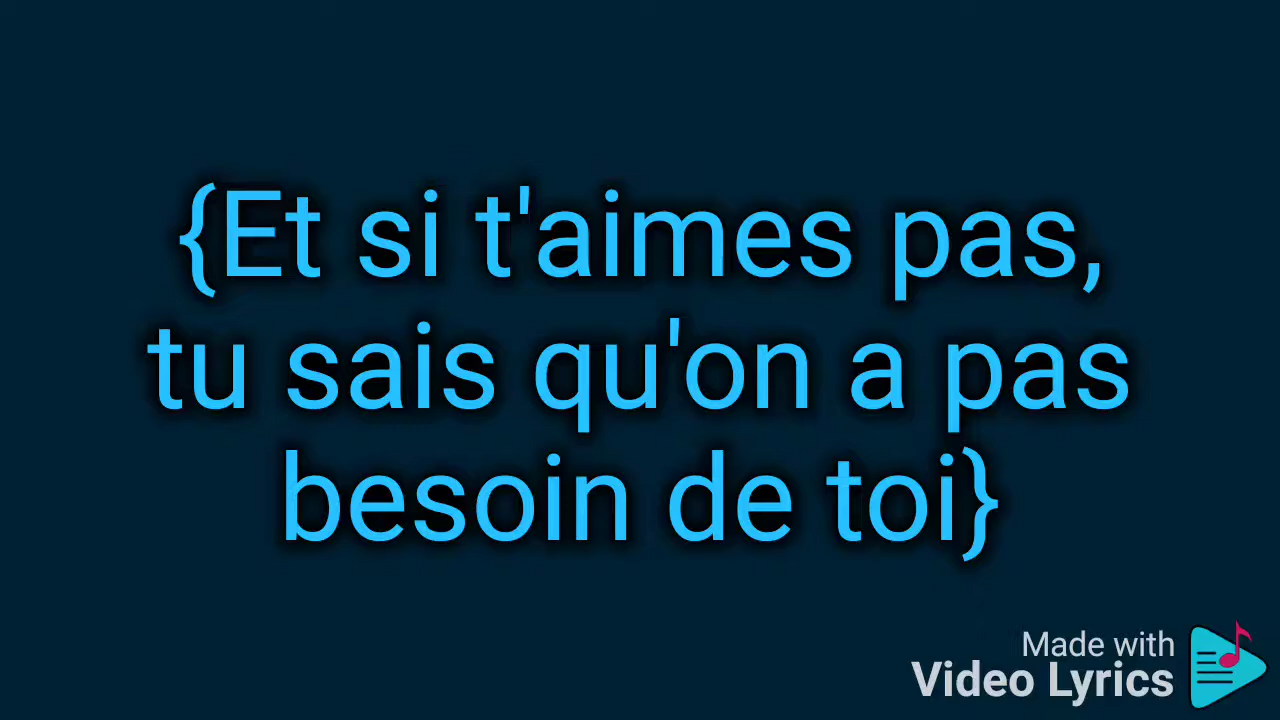 {Et si t'aimes pas,
tu sais qu'on a pas
besoin de toi}
Made with
Video Lyrics